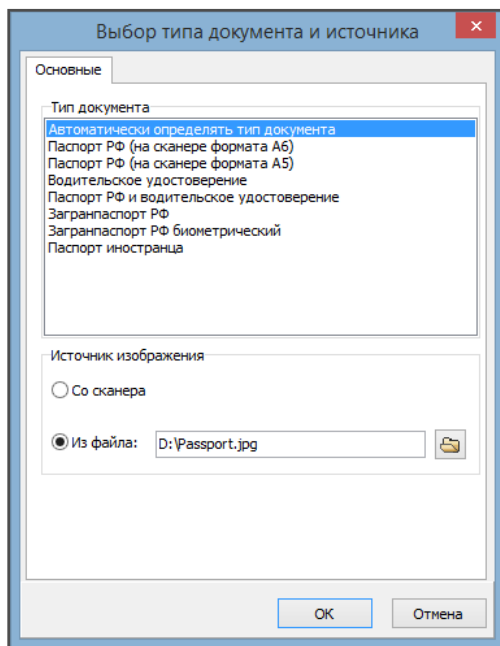 Выбор типа документа и источника
Основные
Тип документа
Автоматически определять тип документа
Паспорт РФ (на сканере формата А6)
Паспорт РФ (на сканере формата А5)
Водительское удостоверение
Паспорт РФ и водительское удостоверение
Загранпаспорт РФ
Загранпаспорт РФ биометрический
Паспорт иностранца
Источник изображения
Со сканера
Из файла: D:\Passport.jpg
ОК Отмена